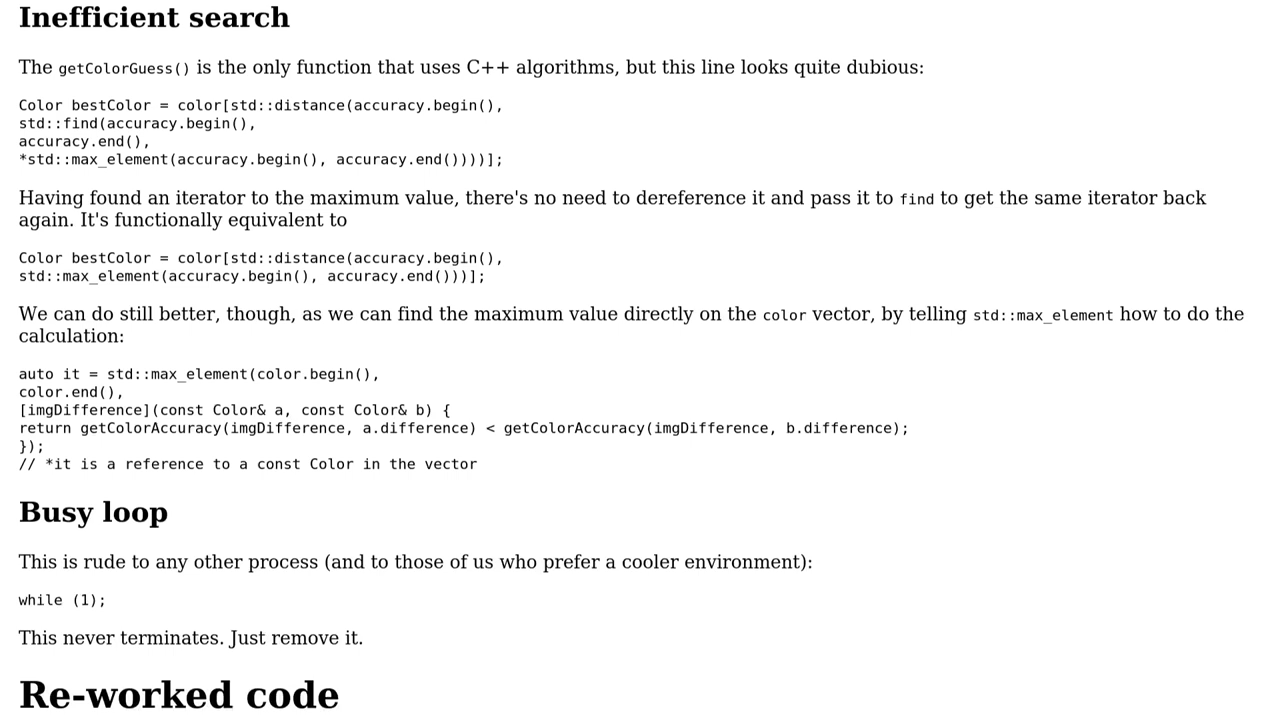 Inefficient search
The getColorGuess() is the only function that uses C++ algorithms, but this line looks quite dubious:
Color bestColor = color[std::distance(accuracy.begin(),
std::find(accuracy.begin(),
accuracy.end(),
*std::max_element(accuracy.begin(), accuracy.end())))];
Having found an iterator to the maximum value, there's no need to dereference it and pass it to find to get the same iterator back
again. It's functionally equivalent to
Color bestColor = color[std::distance(accuracy.begin(),
std::max_element(accuracy.begin(), accuracy.end()))];
We can do still better, though, as we can find the maximum value directly on the color vector, by telling std::max_element how to do the
calculation:
auto it = std::max_element(color.begin(),
color.end(),
[imgDifference](const Color& a, const Color& b) {
return getColorAccuracy(imgDifference, a.difference) < getColorAccuracy(imgDifference, b.difference);
});
// *it is a reference to a const Color in the vector
Busy loop
This is rude to any other process (and to those of us who prefer a cooler environment):
while (1);
This never terminates. Just remove it.
Re-worked code